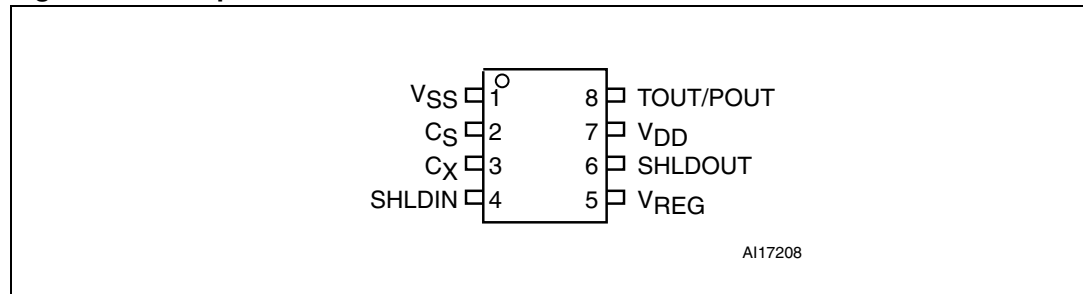 VSS 1 8 TOUT/POUT
CS 2 7 VDD
CX 3 6 SHLDOUT
SHLDIN 4 5 VREG
AI17208